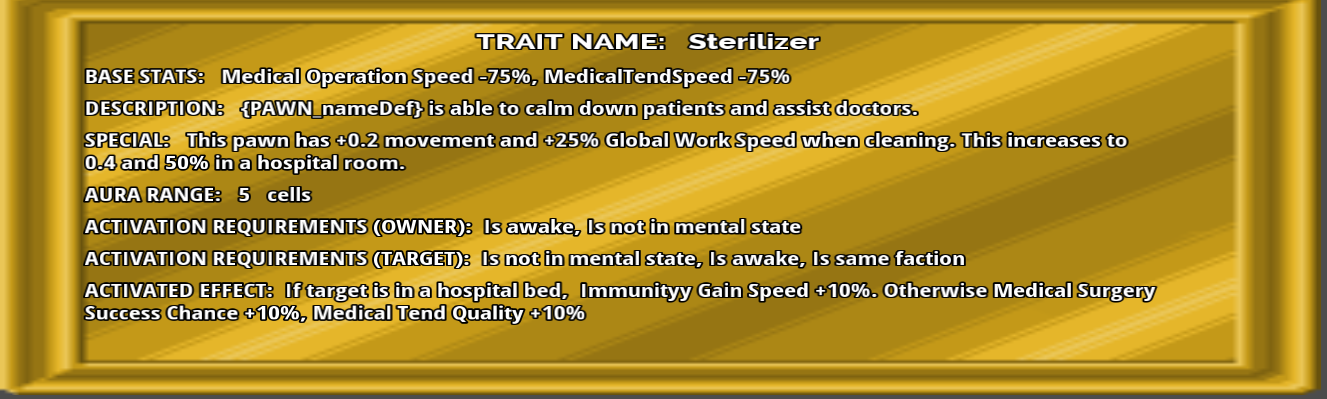 TRAIT NAME: Sterilizer
BASE STATS: Medical Operation Speed -75%, MedicalTendSpeed -75%
DESCRIPTION: {PAWN_nameDef} is able to calm down patients and assist doctors.
SPECIAL: This pawn has +0.2 movement and +25% Global Work Speed when cleaning. This increases to
0.4 and 50% in a hospital room.
AURA RANGE: 5 cells
ACTIVATION REQUIREMENTS (OWNER): Is awake, Is not in mental state
ACTIVATION REQUIREMENTS (TARGET): Is not in mental state, Is awake, Is same faction
ACTIVATED EFFECT: If target is in a hospital bed, Immunityy Gain Speed +10%. Otherwise Medical Surgery
Success Chance +10%, Medical Tend Quality +10%